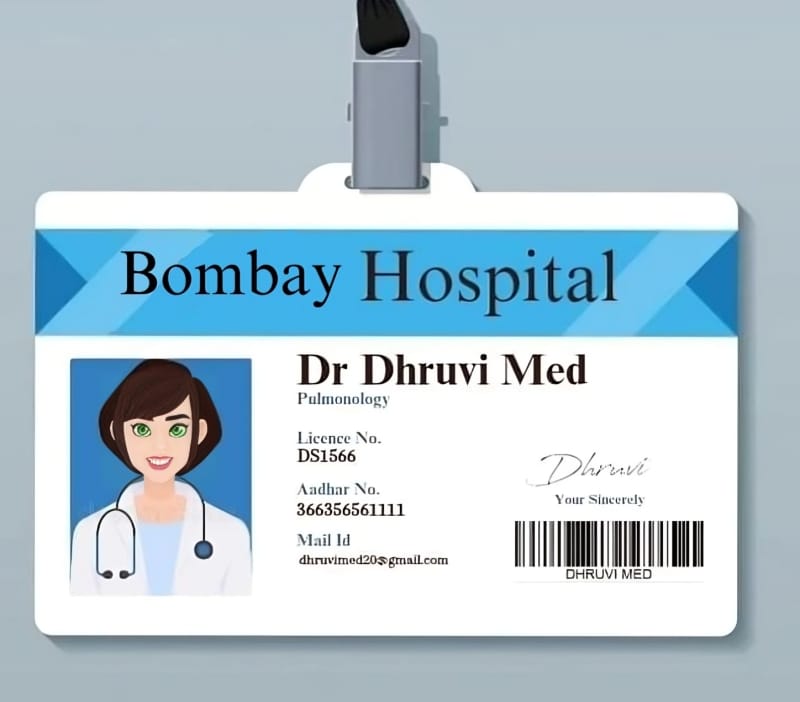 Bombay Hospital
Dr Dhruvi Med
Pulmonology
Licence No.
DS1566
Aadhar No.
366356561111
Mail Id
dhruvimed20@gmail.com
Dhruvi
Your Sincerely
DHRUVI MED